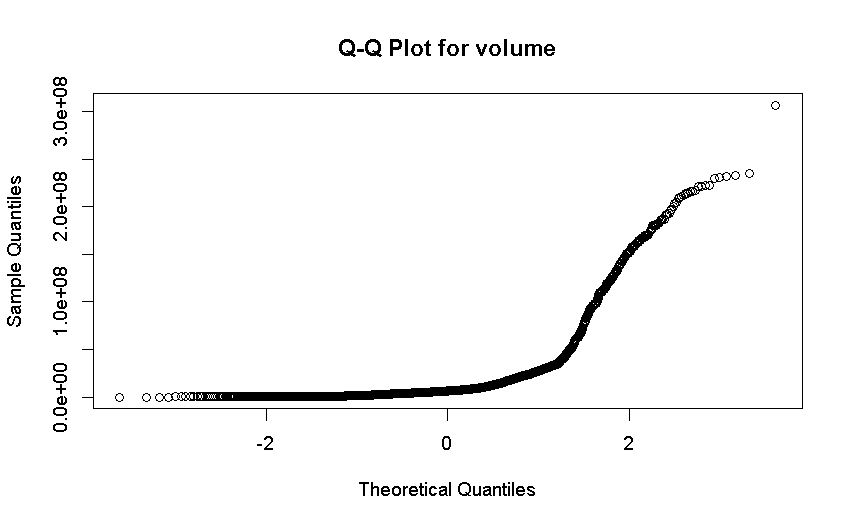 Q-Q Plot for volume
Sample Quantiles
3.0e+08
2.0e+08
1.0e+08
0.0e+00
-2 0 2
Theoretical Quantiles